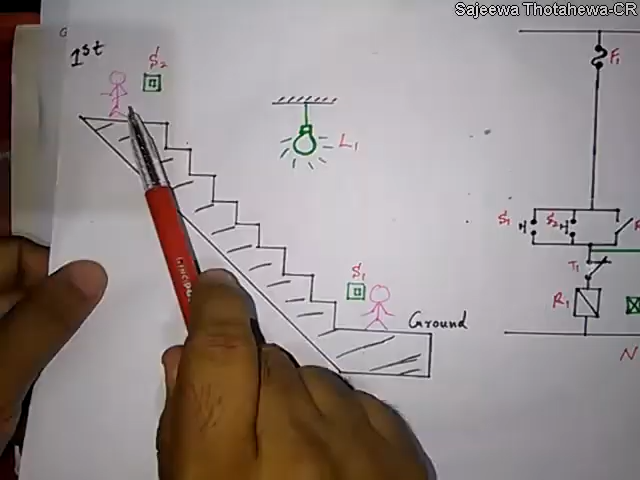 Sajeewa Thotahewa-CR
1st
S2
F1
L1
S1
S2
R
T1
S1
R1
Ground
N